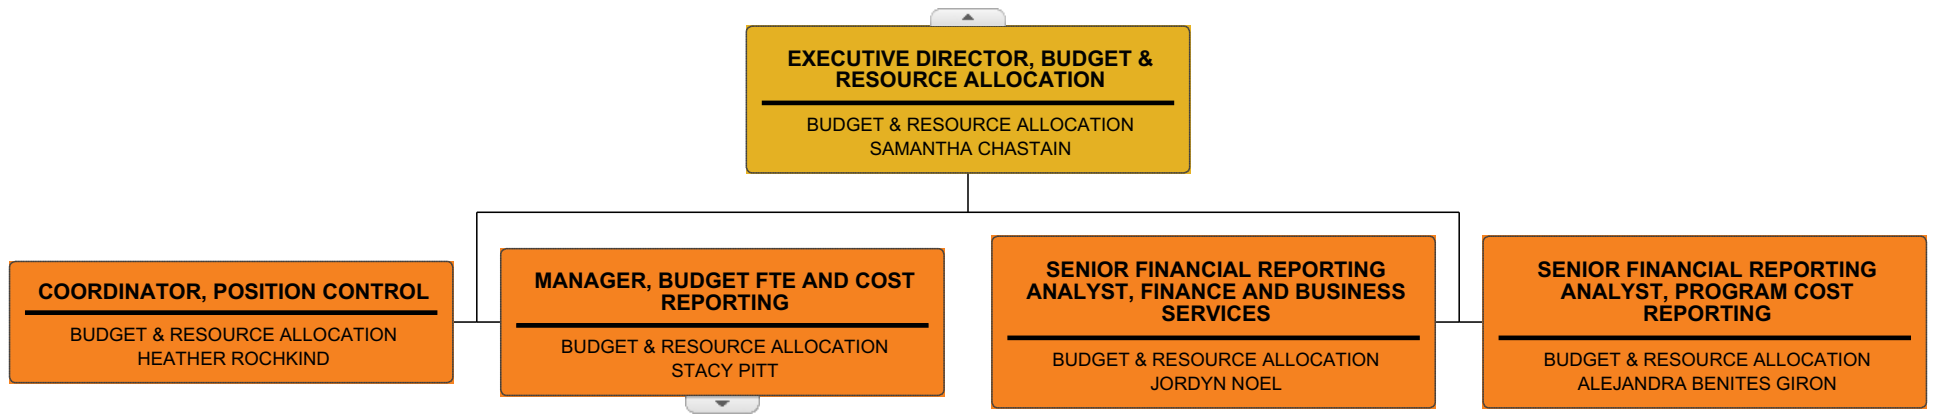 EXECUTIVE DIRECTOR, BUDGET &
RESOURCE ALLOCATION
BUDGET & RESOURCE ALLOCATION
SAMANTHA CHASTAIN
COORDINATOR, POSITION CONTROL
BUDGET & RESOURCE ALLOCATION
HEATHER ROCHKIND
MANAGER, BUDGET FTE AND COST
REPORTING
BUDGET & RESOURCE ALLOCATION
STACY PITT
SENIOR FINANCIAL REPORTING
ANALYST, FINANCE AND BUSINESS
SERVICES
BUDGET & RESOURCE ALLOCATION
JORDYN NOEL
SENIOR FINANCIAL REPORTING
ANALYST, PROGRAM COST
REPORTING
BUDGET & RESOURCE ALLOCATION
ALEJANDRA BENITES GIRON